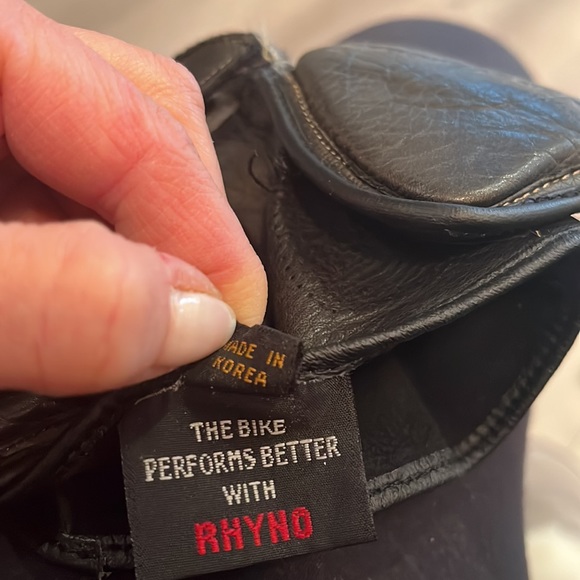 MADE IN
KOREA
THE BIKE
PERFORMS BETTER
WITH
RHYNO